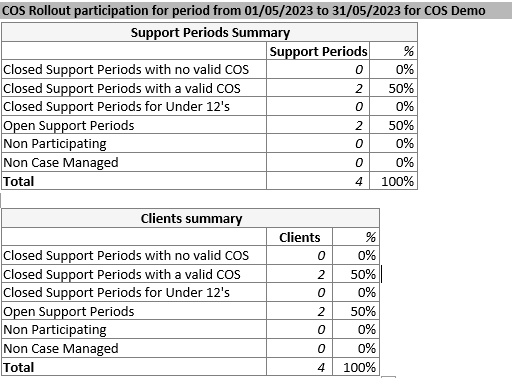 COS Rollout participation for period from 01/05/2023 to 31/05/2023 for COS Demo
Support Periods Summary
Support Periods %
Closed Support Periods with no valid COS 0 0%
Closed Support Periods with a valid COS 2 50%
Closed Support Periods for Under 12's 0 0%
Open Support Periods 2 50%
Non Participating 0 0%
Non Case Managed 0 0%
Total 4 100%
Clients summary
Clients %
Closed Support Periods with no valid COS 0 0%
Closed Support Periods with a valid COS 2 50%
Closed Support Periods for Under 12's 0 0%
Open Support Periods 2 50%
Non Participating 0 0%
Non Case Managed 0 0%
Total 4 100%